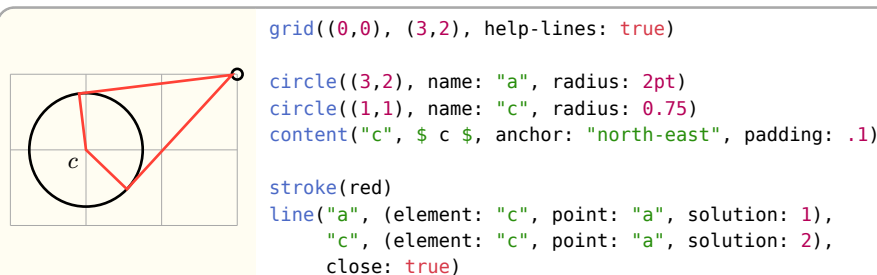 c
grid((0,0), (3,2), help-lines: true)
circle((3,2), name: "a", radius: 2pt)
circle((1,1), name: "c", radius: 0.75)
content("c", $ c $, anchor: "north-east", padding: .1)
stroke(red)
line("a", (element: "c", point: "a", solution: 1),
"c", (element: "c", point: "a", solution: 2),
close: true)